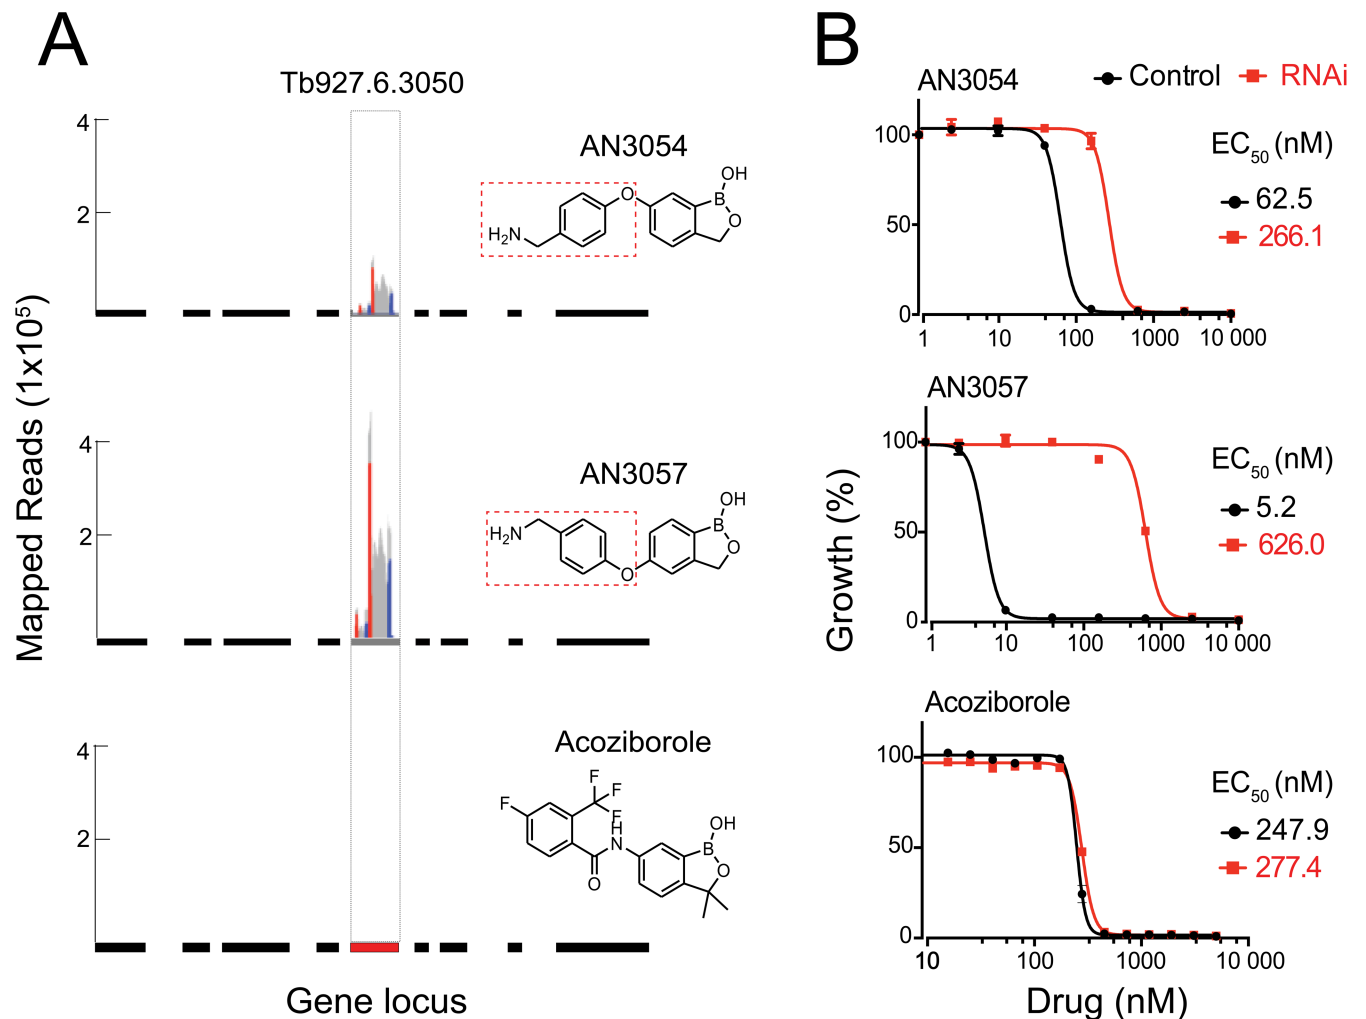 A
Tb927.6.3050
Mapped Reads (1x10⁵)
4
2
AN3054
H₂N
O
B
OH
O
4
2
AN3057
H₂N
O
B
OH
O
4
2
Acoziborole
F
F
F
F
H
N
O
B
OH
O
Gene locus
B
Control
RNAi
Growth (%)
AN3054
100
50
0
1 10 100 1000 10 000
EC₅₀ (nM)
62.5
266.1
AN3057
100
50
0
1 10 100 1000 10 000
EC₅₀ (nM)
5.2
626.0
Acoziborole
100
50
0
10 100 1000 10 000
EC₅₀ (nM)
247.9
277.4
Drug (nM)